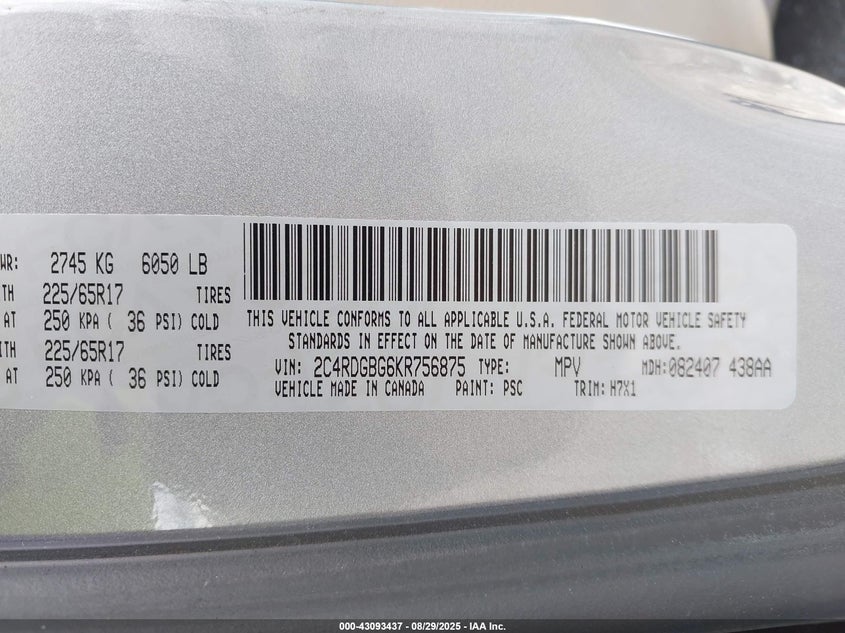 WR: 2745 KG 6050 LB
TH 225/65R17 TIRES
AT 250 KPA ( 36 PSI) COLD
ITH 225/65R17 TIRES
AT 250 KPA ( 36 PSI) COLD
THIS VEHICLE CONFORMS TO ALL APPLICABLE U.S.A. FEDERAL MOTOR VEHICLE SAFETY
STANDARDS IN EFFECT ON THE DATE OF MANUFACTURE SHOWN ABOVE.
VIN: 2C4RDGBG6KR756875 TYPE: MPV MDH:082407 438AA
VEHICLE MADE IN CANADA PAINT: PSC TRIM: H7X1
000-43093437 - 08/29/2025 - IAA Inc.